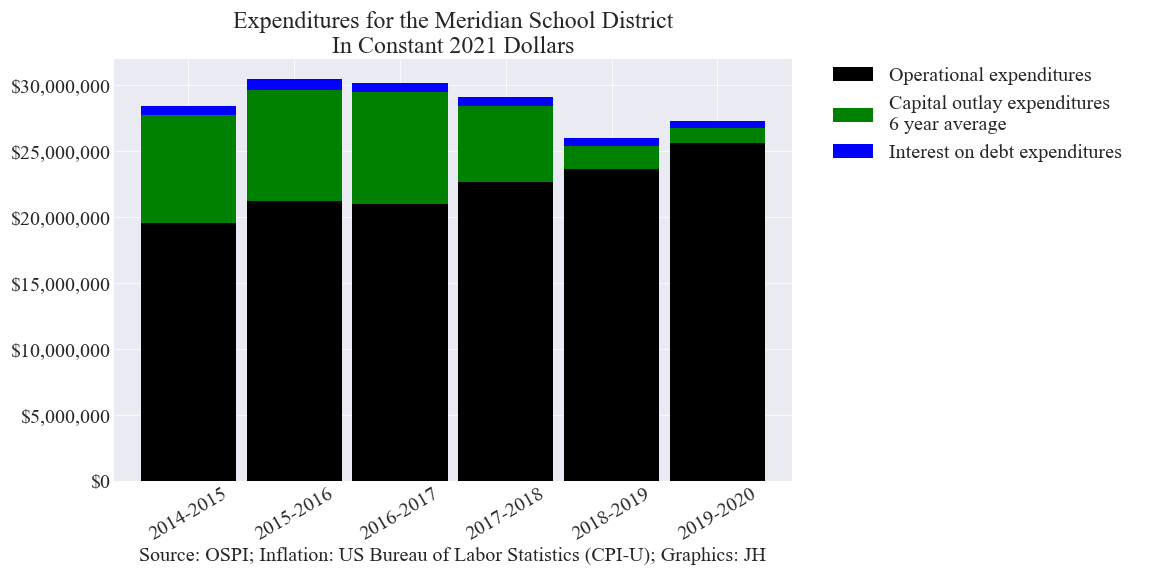 Expenditures for the Meridian School District
In Constant 2021 Dollars
$30,000,000
$25,000,000
$20,000,000
$15,000,000
$10,000,000
$5,000,000
$0
2014-2015
2015-2016
2016-2017
2017-2018
2018-2019
2019-2020
Source: OSPI; Inflation: US Bureau of Labor Statistics (CPI-U); Graphics: JH
Operational expenditures
Capital outlay expenditures
6 year average
Interest on debt expenditures